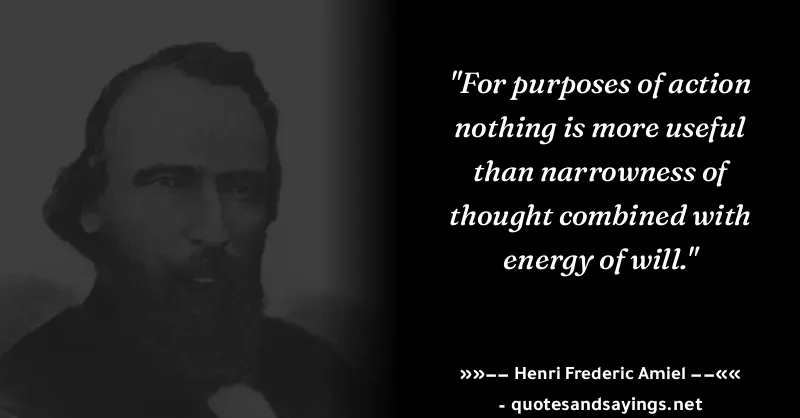 "For purposes of action
nothing is more useful
than narrowness of
thought combined with
energy of will."
»»–– Henri Frederic Amiel ––««
- quotesandsayings.net